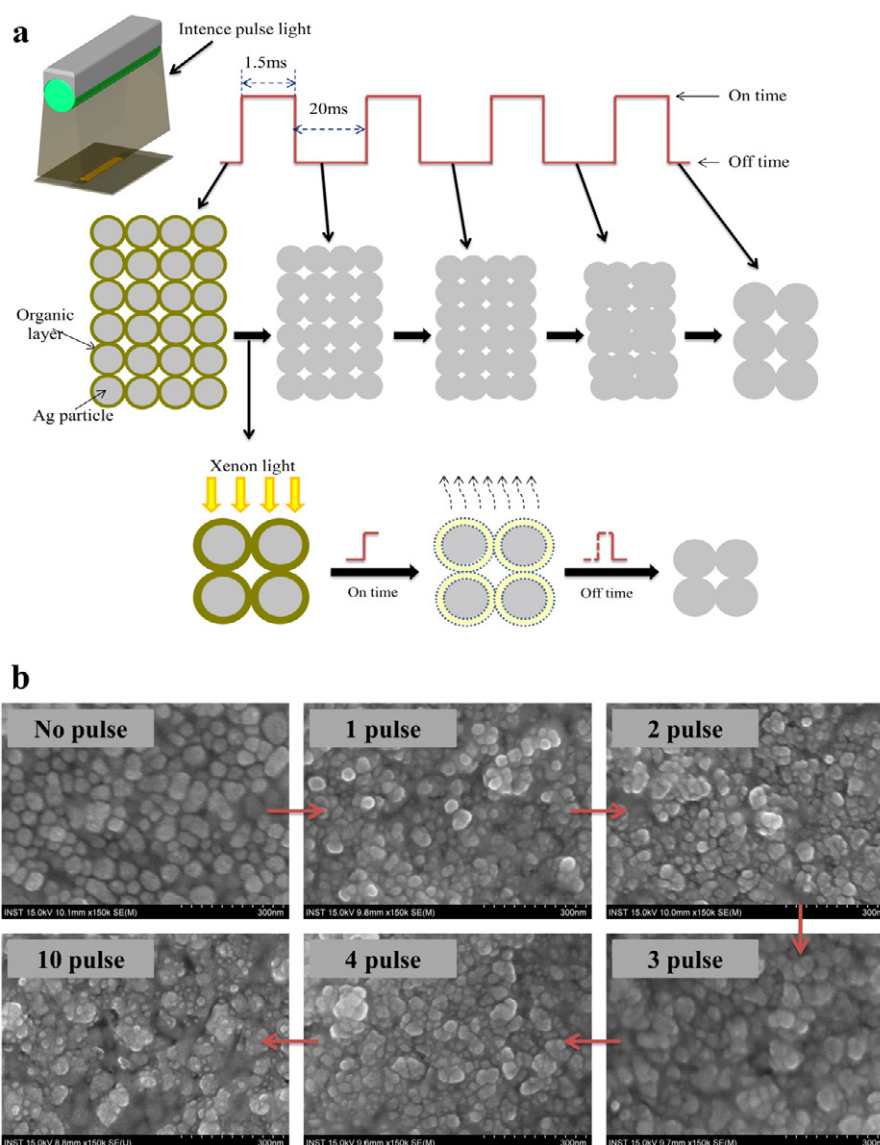 a
Intence pulse light
1.5ms
20ms
On time
Off time
Organic
layer
Ag particle
Xenon light
On time
Off time
b
No pulse
1 pulse
2 pulse
INST 15.0kV 10.1mm x150k SE(M)
300nm
INST 15.0kV 9.8mm x150k SE(M)
300nm
INST 15.0kV 10.0mm x150k SE(M)
300nm
10 pulse
4 pulse
3 pulse
INST 15.0kV 8.8mm x150k SE(U)
300nm
INST 15.0kV 9.6mm x150k SE(M)
300nm
INST 15.0kV 9.7mm x150k SE(M)
300nm